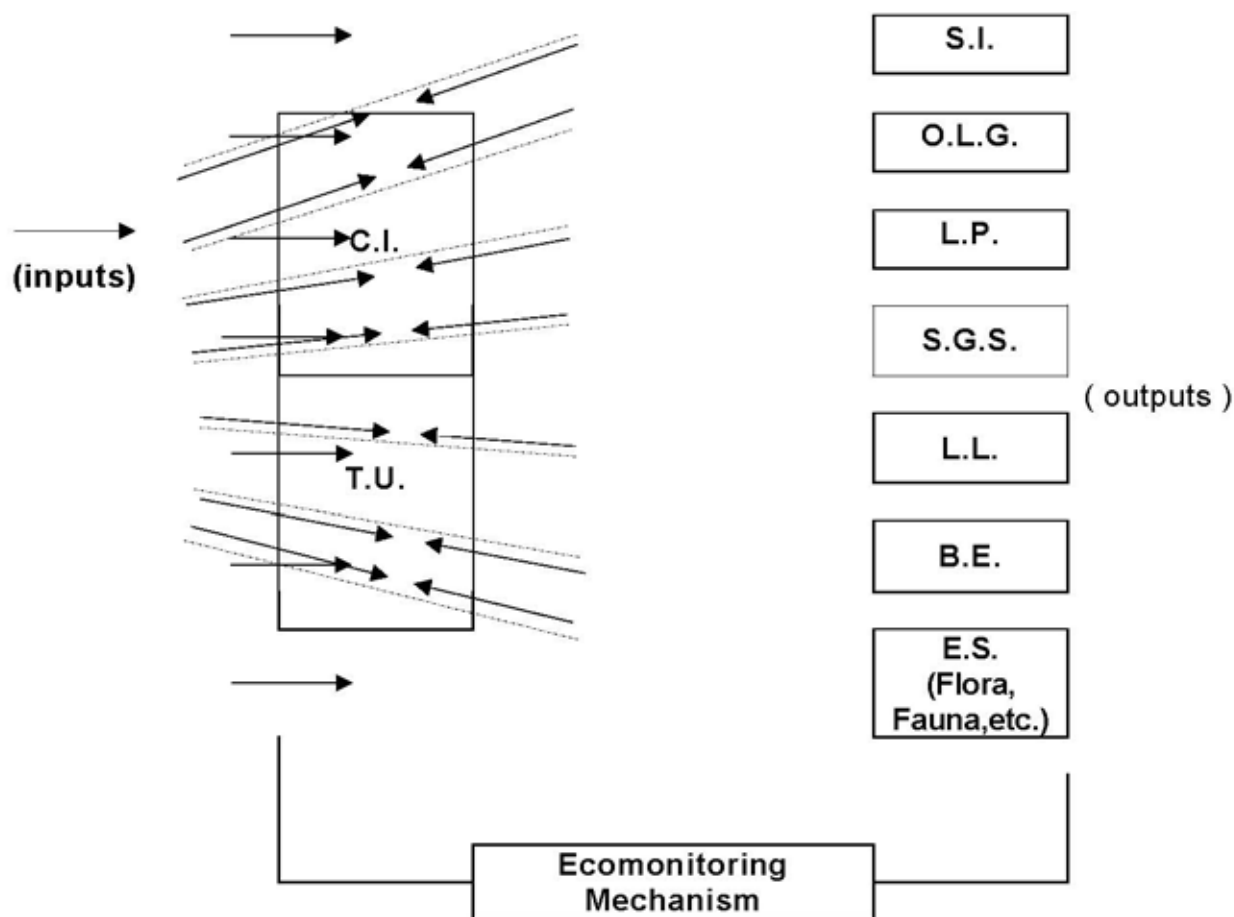 S.I.
O.L.G.
L.P.
C.I.
(inputs)
S.G.S.
( outputs )
L.L.
T.U.
B.E.
E.S.
(Flora,
Fauna,etc.)
Ecomonitoring
Mechanism